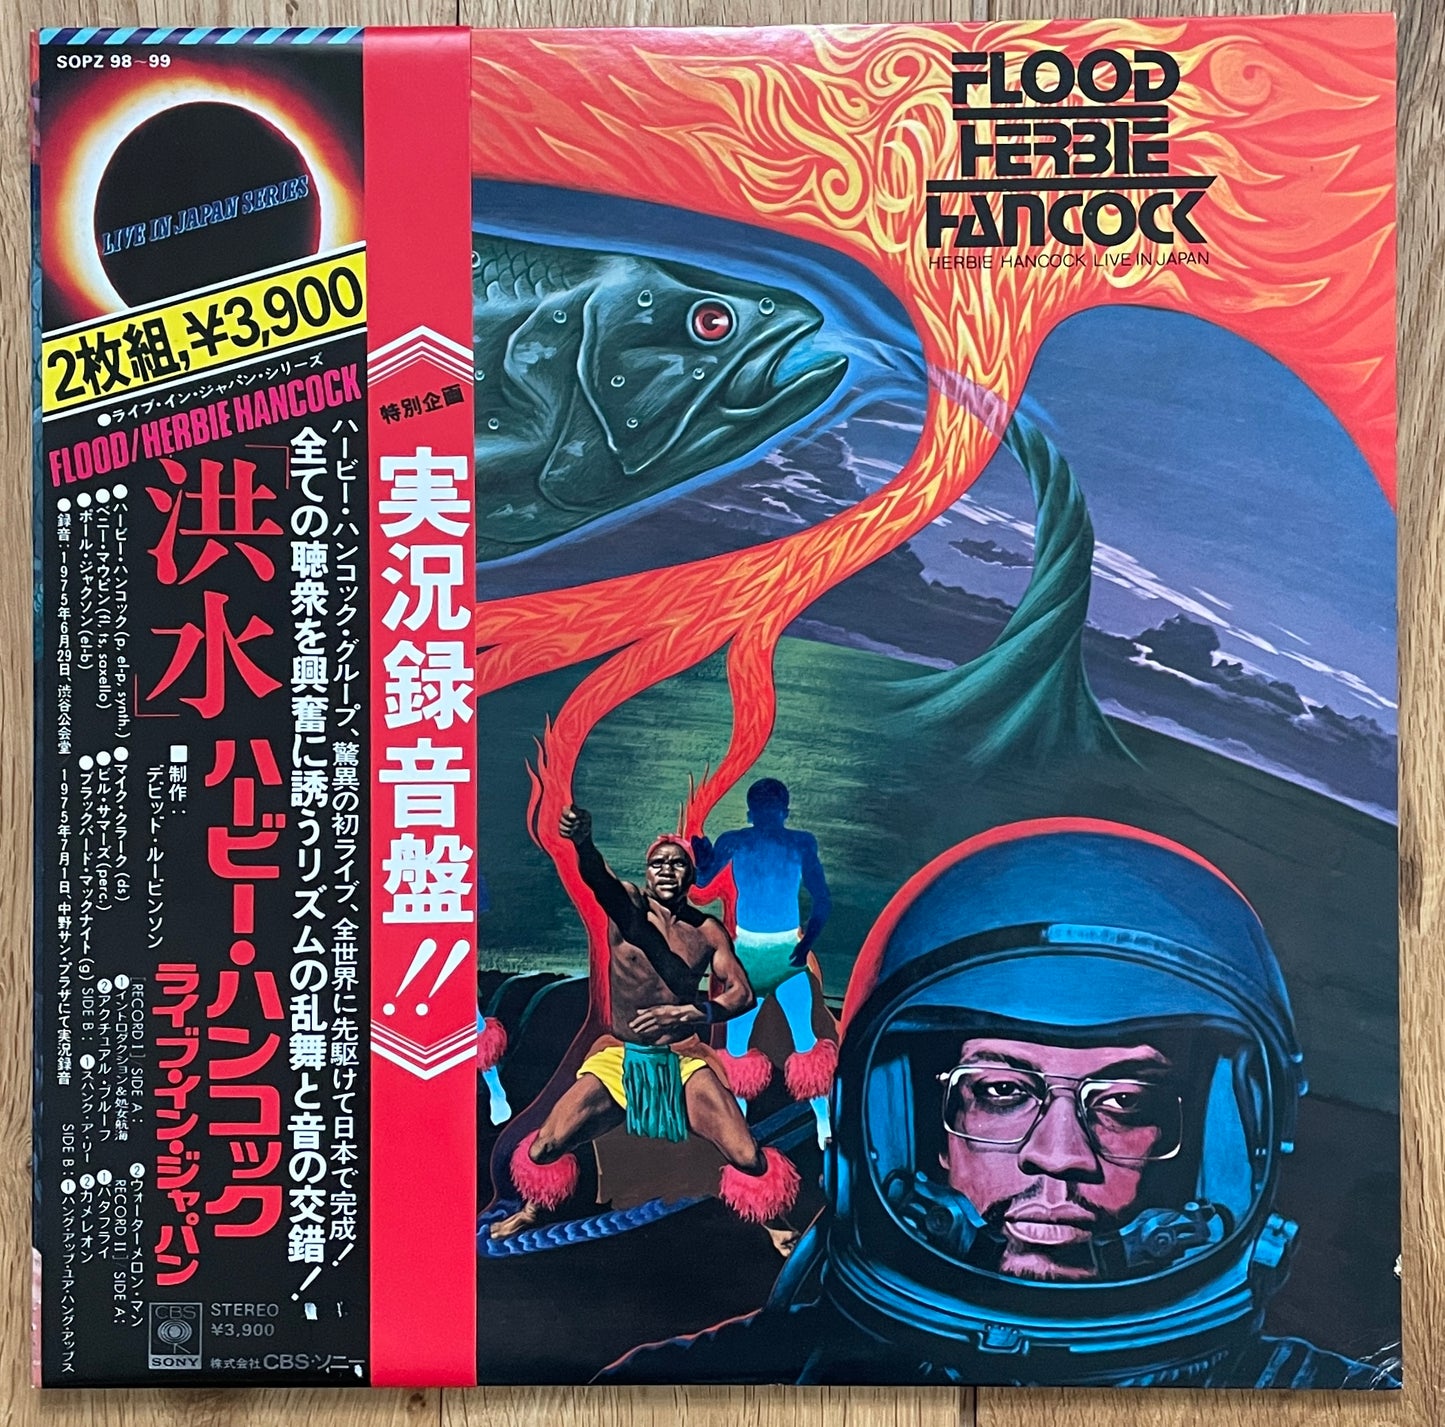 SOPZ 98~99
LIVE IN JAPAN SERIES
2枚組,¥3,900
●ライブ・イン・ジャパン・シリーズ
FLOOD/HERBIE HANCOCK
特別企画
実況録音盤!!
ハービー・ハンコック・グループ、驚異の初ライブ、全世界に先駆けて日本で完成!
全ての聴衆を興奮に誘うリズムの乱舞と音の交錯!
「洪水」
ハービー・ハンコック
ライブ・イン・ジャパン
■制作:
デビッド・ルービンソン
●ハービー・ハンコック(p, el-p, synth.)
●ベニー・マウピン(fl, ts, saxello)
●ポール・ジャクソン(el-b)
●マイク・クラーク(ds)
●ビル・サマーズ(perc.)
●ブラックバード・マックナイト(g)
●録音:1975年6月29日、渋谷公会堂 1975年7月1日、中野サン・プラザにて実況録音
[RECORD I] SIDE A:
❶イントロダクション&処女航海
❷アクチュアル・プルーフ
SIDE B:
❶スパンク・ア・リー
❷ウォーターメロン・マン
[RECORD II] SIDE A:
❶バタフライ
❷カメレオン
SIDE B:
❶ハング・アップ・ユア・ハング・アップス
CBS
SONY
STEREO
¥3,900
株式会社CBS・ソニー
FLOOD
HERBIE
HANCOCK
HERBIE HANCOCK LIVE IN JAPAN